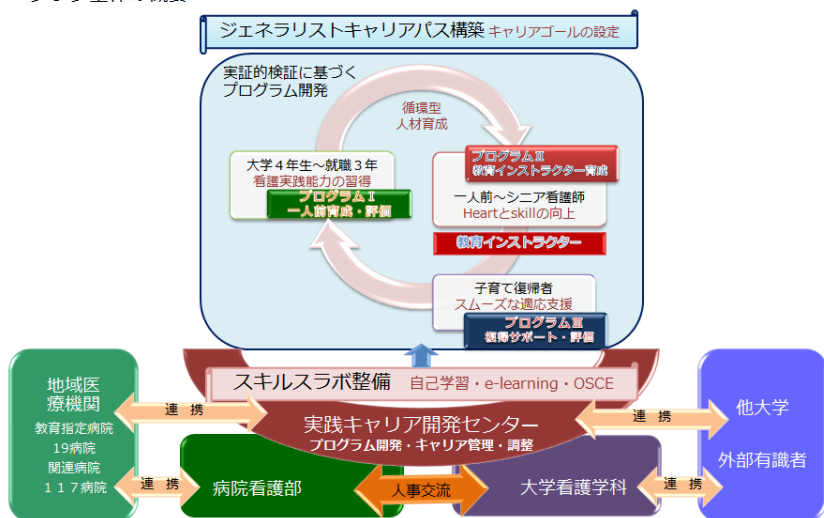 ジェネラリストキャリアパス構築 キャリアゴールの設定
実証的検証に基づく
プログラム開発
循環型
人材育成
大学４年生～就職３年
看護実践能力の習得
プログラムⅠ
一人前育成・評価
プログラムⅡ
教育インストラクター育成
一人前～シニア看護師
Heartとskillの向上
教育インストラクター
子育て復帰者
スムーズな適応支援
プログラムⅢ
復帰サポート・評価
スキルスラボ整備 自己学習・e-learning・OSCE
実践キャリア開発センター
プログラム開発・キャリア管理・調整
地域医
療機関
教育指定病院
19病院
関連病院
１１７病院
連 携
連 携
病院看護部
人事交流
大学看護学科
連 携
連 携
他大学
外部有識者